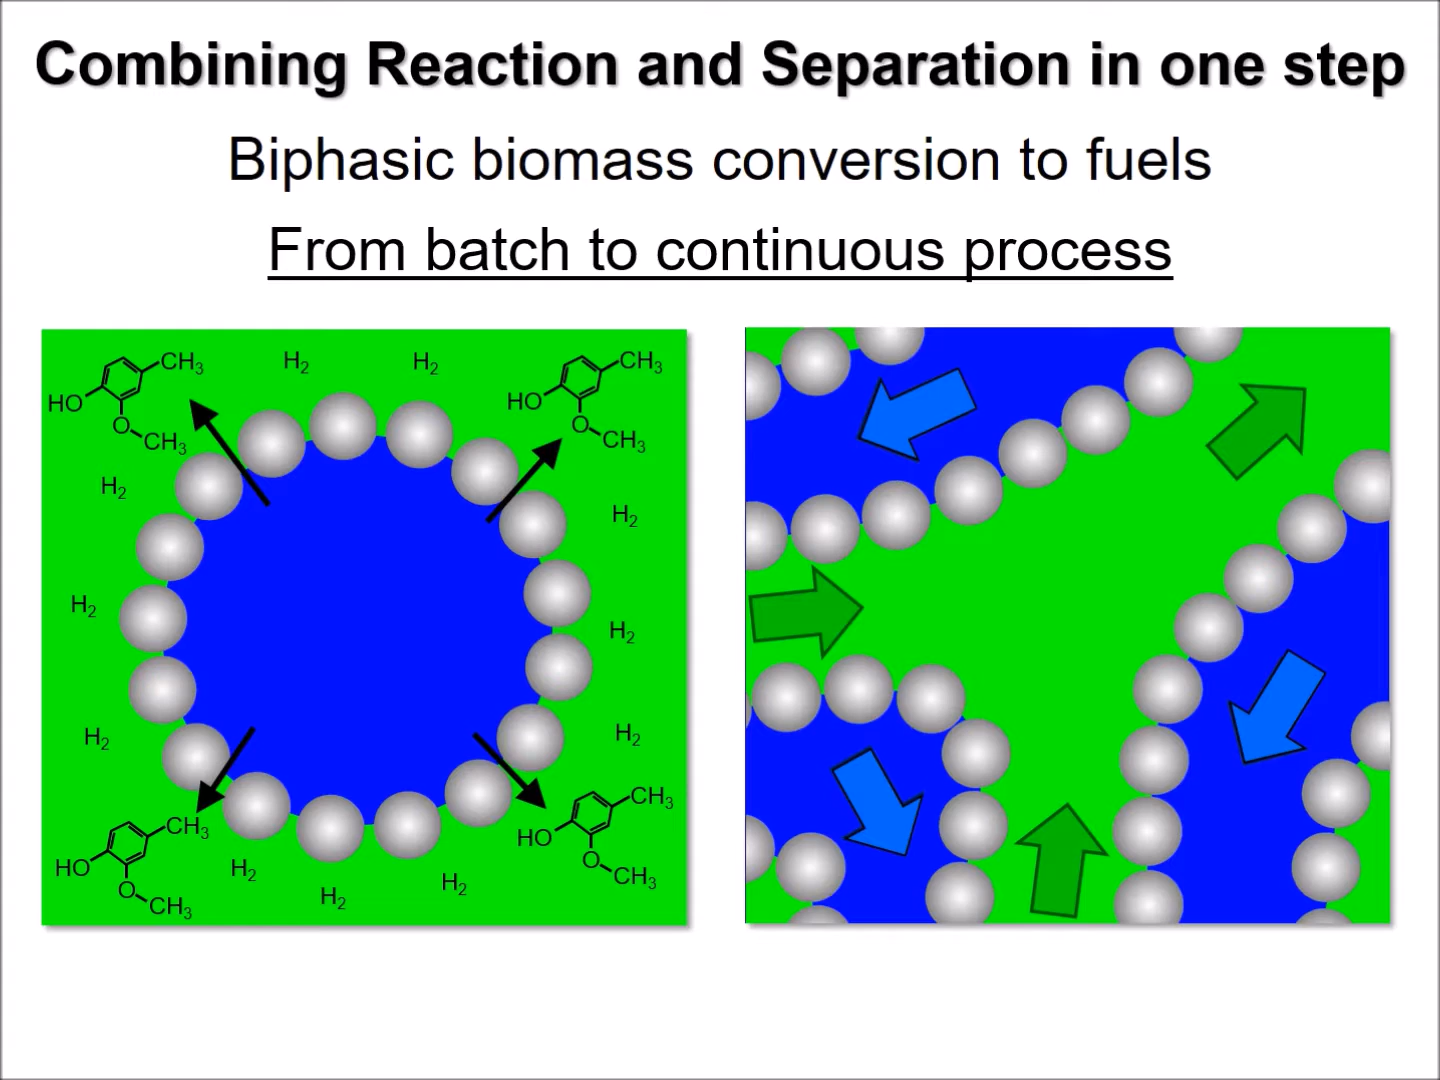 Combining Reaction and Separation in one step
Biphasic biomass conversion to fuels
From batch to continuous process
CH3
H2
H2
CH3
HO
HO
O
CH3
O
CH3
H2
H2
H2
H2
H2
H2
CH3
CH3
HO
HO
O
CH3
O
CH3
H2
H2
H2